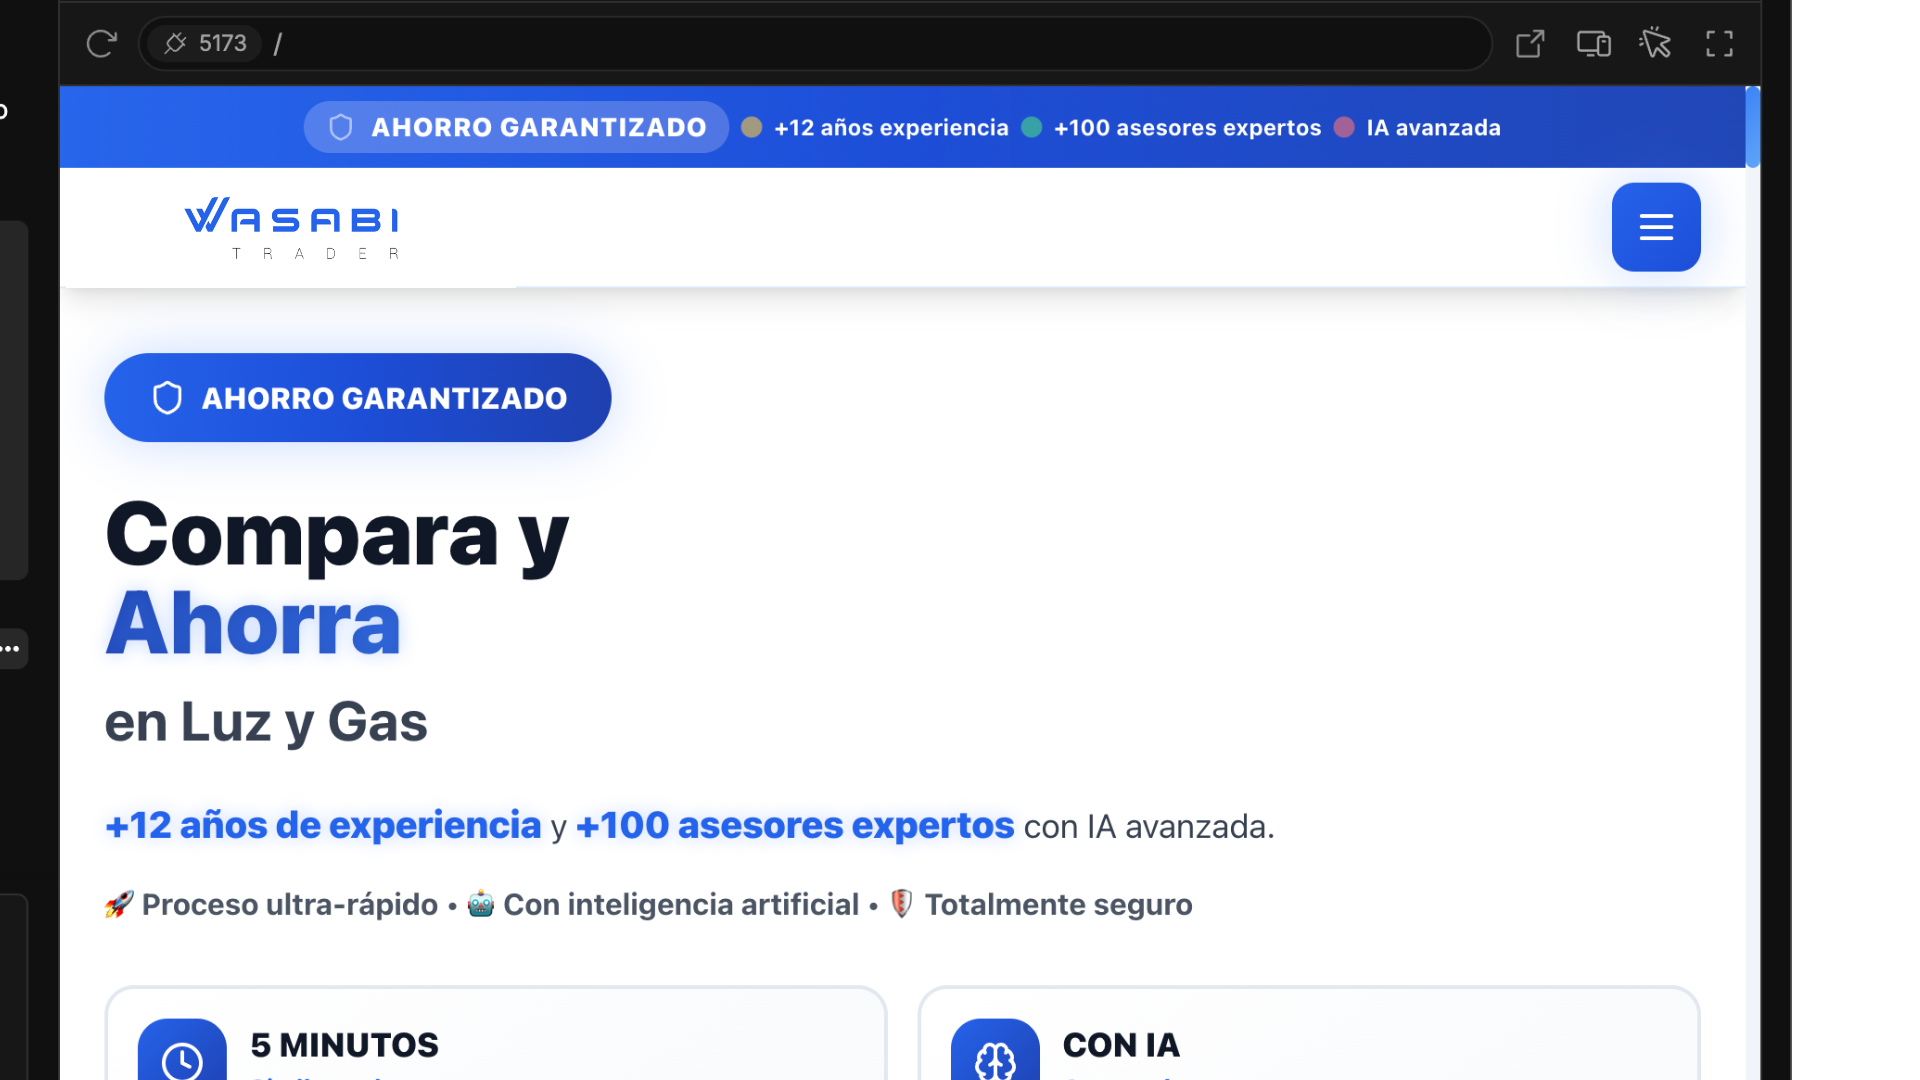 5173 /
AHORRO GARANTIZADO +12 años experiencia +100 asesores expertos IA avanzada
WASABI
TRADER
AHORRO GARANTIZADO
Compara y
Ahorra
en Luz y Gas
+12 años de experiencia y +100 asesores expertos con IA avanzada.
🚀 Proceso ultra-rápido • 🤖 Con inteligencia artificial • 🛡️ Totalmente seguro
5 MINUTOS
CON IA